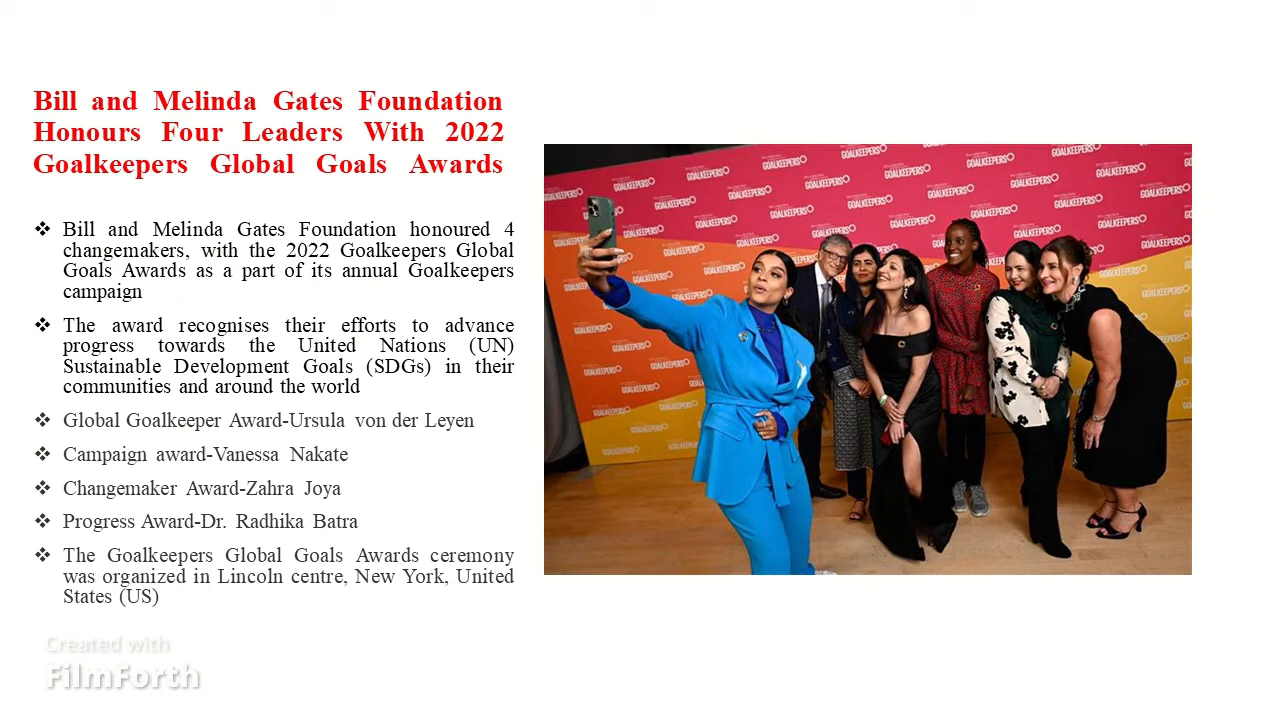 Bill and Melinda Gates Foundation
Honours Four Leaders With 2022
Goalkeepers Global Goals Awards
❖ Bill and Melinda Gates Foundation honoured 4
changemakers, with the 2022 Goalkeepers Global
Goals Awards as a part of its annual Goalkeepers
campaign
❖ The award recognises their efforts to advance
progress towards the United Nations (UN)
Sustainable Development Goals (SDGs) in their
communities and around the world
❖ Global Goalkeeper Award-Ursula von der Leyen
❖ Campaign award-Vanessa Nakate
❖ Changemaker Award-Zahra Joya
❖ Progress Award-Dr. Radhika Batra
❖ The Goalkeepers Global Goals Awards ceremony
was organized in Lincoln centre, New York, United
States (US)
GOALKEEPERS
Created with
FilmForth